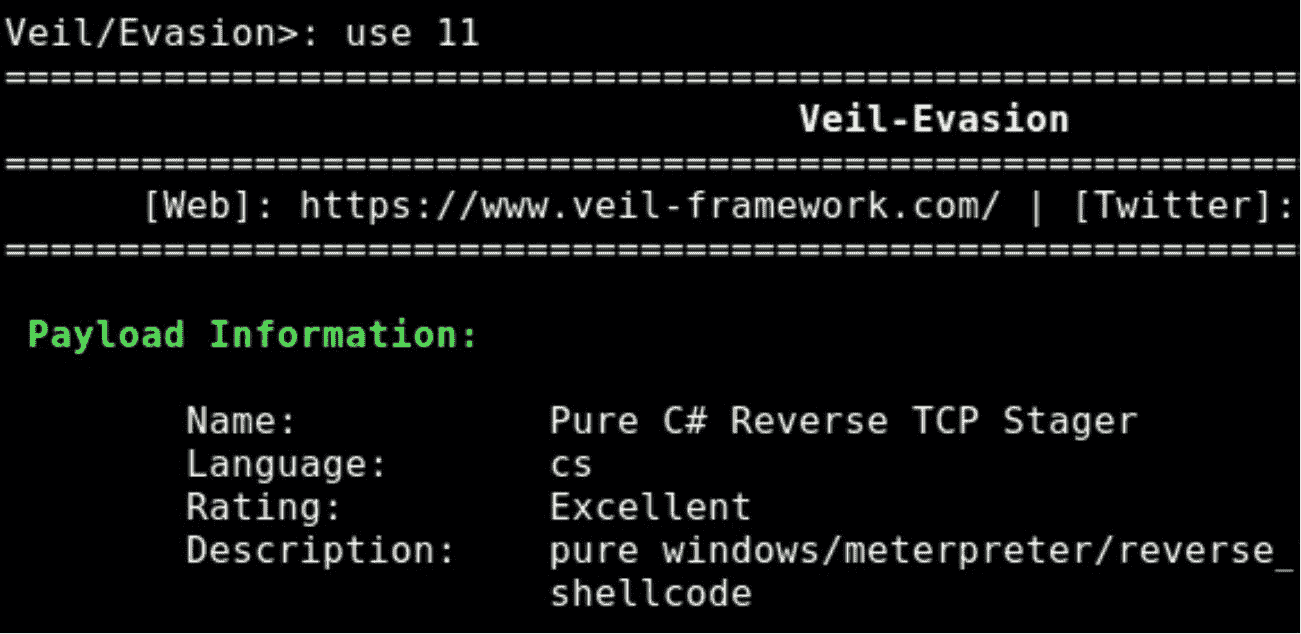 Veil/Evasion>: use 11
==========================================================
Veil-Evasion
==========================================================
[Web]: https://www.veil-framework.com/ | [Twitter]:
==========================================================
Payload Information:
Name: Pure C# Reverse TCP Stager
Language: cs
Rating: Excellent
Description: pure windows/meterpreter/reverse_
shellcode